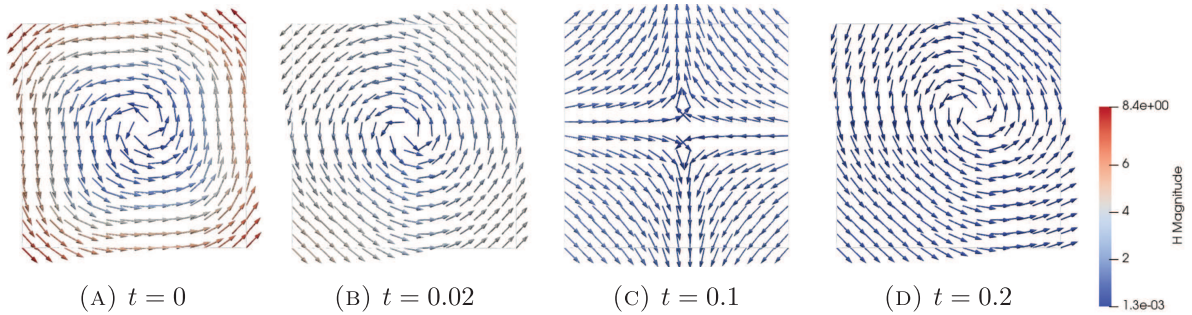 8.4e+00
6
4
2
1.3e-03
H Magnitude
(A) t = 0
(B) t = 0.02
(C) t = 0.1
(D) t = 0.2